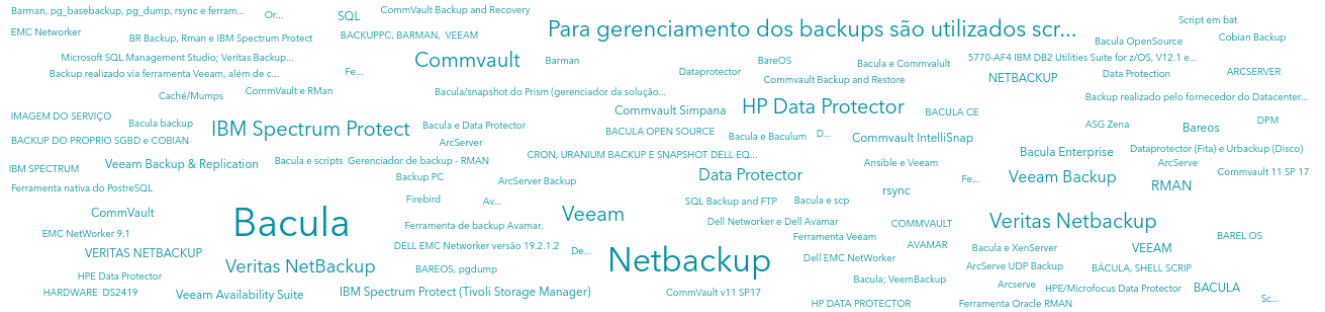 Barman, pg_basebackup, pg_dump, rsync e ferram...
Or...
SQL
CommVault Backup and Recovery
Para gerenciamento dos backups são utilizados scr...
Script em bat
EMC Networker
BR Backup, Rman e IBM Spectrum Protect
BACKUPPC, BARMAN, VEEAM
Bacula OpenSource
Cobian Backup
Microsoft SQL Management Studio; Veritas Backup...
Commvault
Barman
BareOS
Bacula e Commvalult
5770-AF4 IBM DB2 Utilities Suite for z/OS, V12.1 e...
Backup realizado via ferramenta Veeam, além de c...
Fe...
Dataprotector
Commvault Backup and Restore
NETBACKUP
Data Protection
ARCSERVER
Caché/Mumps
CommVault e RMan
Bacula/snapshot do Prism (gerenciador da solução...
Backup realizado pelo fornecedor do Datacenter...
IMAGEM DO SERVIÇO
Commvault Simpana
HP Data Protector
BACULA CE
Bacula backup
IBM Spectrum Protect
Bacula e Data Protector
BACULA OPEN SOURCE
Bacula e Baculum
D...
Commvault IntelliSnap
ASG Zena
Bareos
DPM
BACKUP DO PROPRIO SGBD e COBIAN
ArcServer
Bacula Enterprise
Dataprotector (Fita) e Urbackup (Disco)
IBM SPECTRUM
Veeam Backup & Replication
Bacula e scripts
Gerenciador de backup - RMAN
CRON, URANIUM BACKUP E SNAPSHOT DELL EQ...
Ansible e Veeam
ArcServe
Commvault 11 SP 17
Ferramenta nativa do PostreSQL
Backup PC
ArcServer Backup
Data Protector
Fe...
Veeam Backup
RMAN
rsync
CommVault
Bacula
Firebird
Av...
Veeam
SQL Backup and FTP
Bacula e scp
EMC NetWorker 9.1
Ferramenta de backup Avamar.
Dell Networker e Dell Avamar
COMMVAULT
Veritas Netbackup
BAREL OS
VERITAS NETBACKUP
DELL EMC Networker versão 19.2.1.2
De...
Ferramenta Veeam
AVAMAR
Bacula e XenServer
VEEAM
HPE Data Protector
Veritas NetBackup
BAREOS, pgdump
Netbackup
Dell EMC NetWorker
ArcServe UDP Backup
BÁCULA, SHELL SCRIP
HARDWARE DS2419
Veeam Availability Suite
IBM Spectrum Protect (Tivoli Storage Manager)
CommVault v11 SP17
Bacula; VeemBackup
Arcserve
HPE/Microfocus Data Protector
BACULA
HP DATA PROTECTOR
Ferramenta Oracle RMAN
Sc...